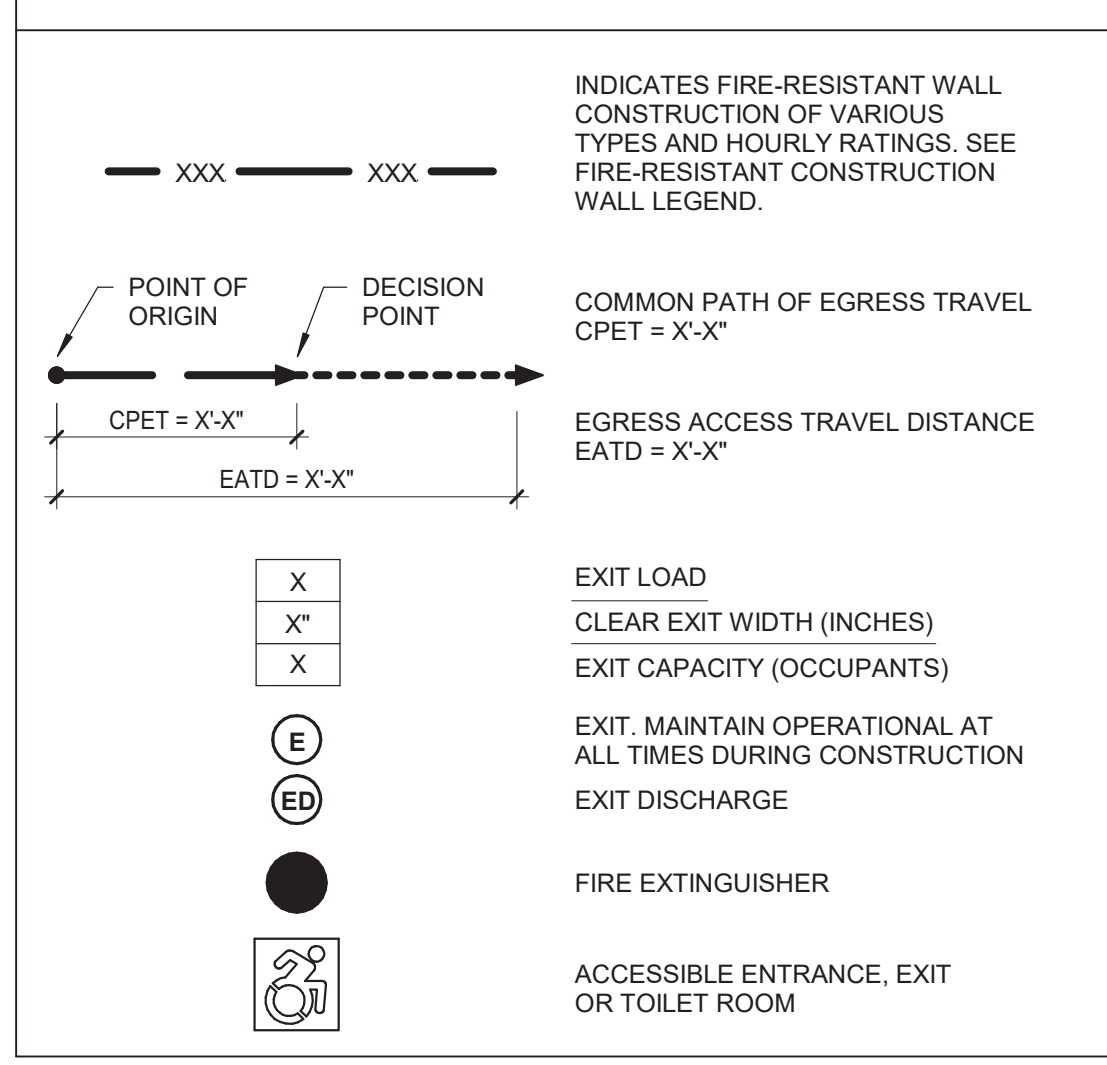 XXX XXX
INDICATES FIRE-RESISTANT WALL
CONSTRUCTION OF VARIOUS
TYPES AND HOURLY RATINGS. SEE
FIRE-RESISTANT CONSTRUCTION
WALL LEGEND.
POINT OF
ORIGIN
DECISION
POINT
COMMON PATH OF EGRESS TRAVEL
CPET = X'-X"
CPET = X'-X"
EGRESS ACCESS TRAVEL DISTANCE
EATD = X'-X"
EATD = X'-X"
X
EXIT LOAD
X"
CLEAR EXIT WIDTH (INCHES)
X
EXIT CAPACITY (OCCUPANTS)
E
EXIT. MAINTAIN OPERATIONAL AT
ALL TIMES DURING CONSTRUCTION
ED
EXIT DISCHARGE
FIRE EXTINGUISHER
ACCESSIBLE ENTRANCE, EXIT
OR TOILET ROOM